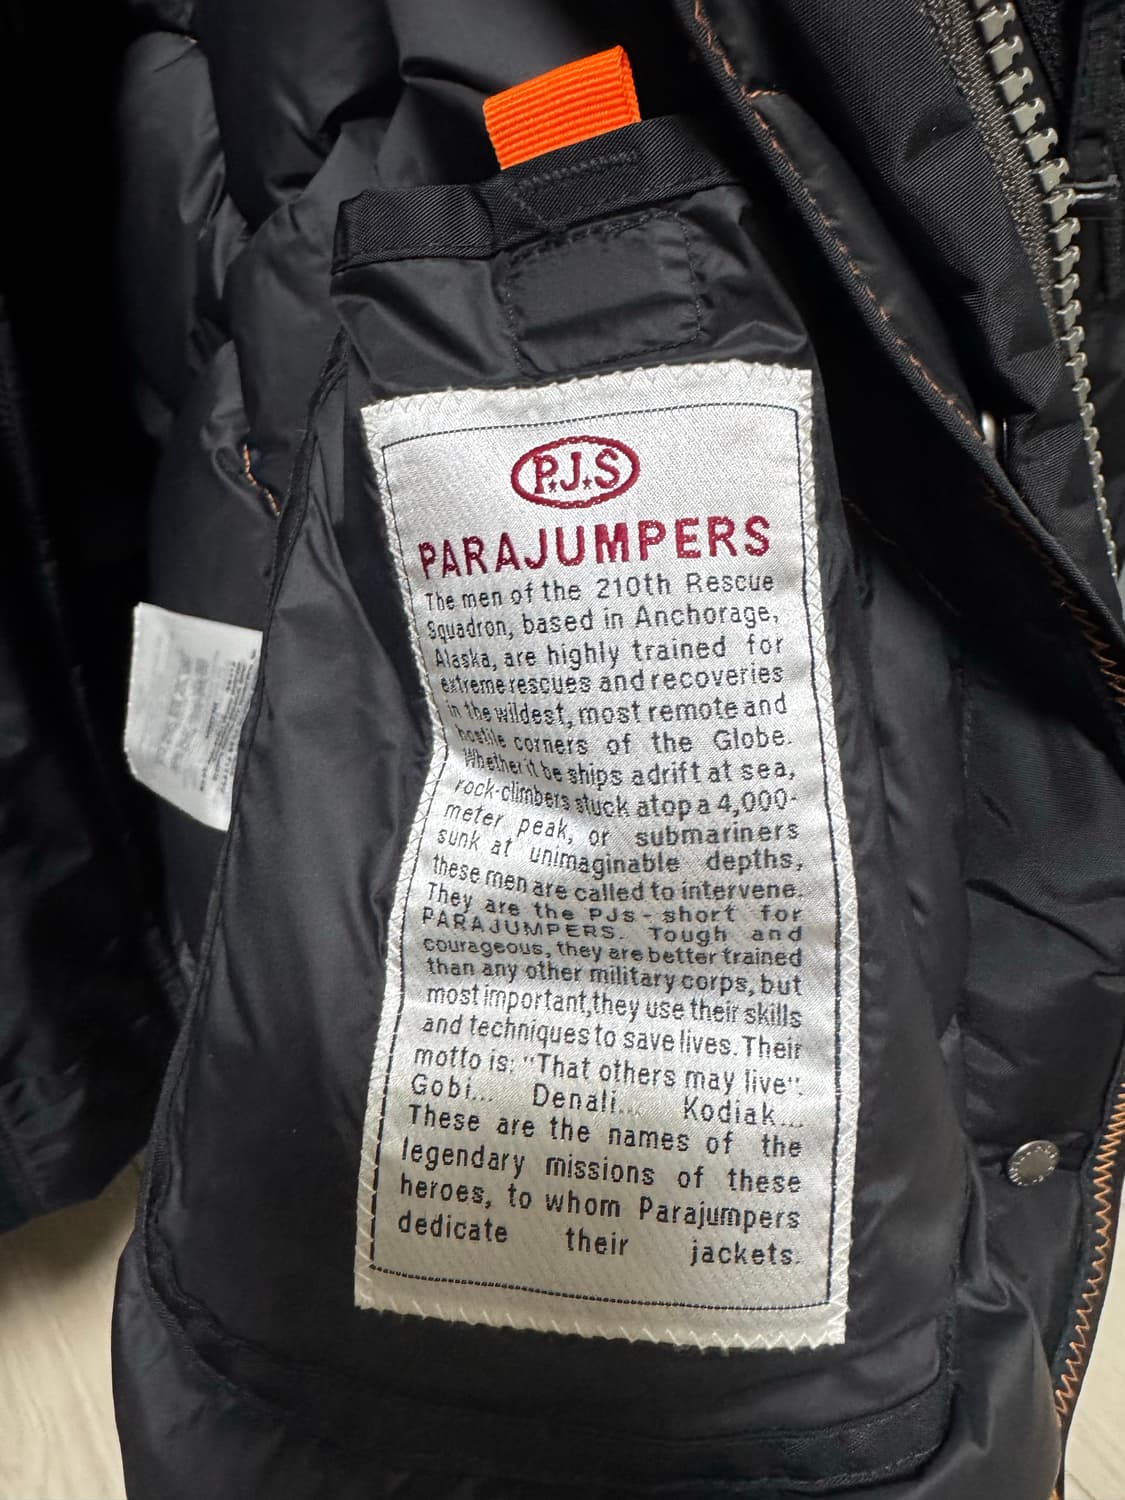 P.J.S
PARAJUMPERS
The men of the 210th Rescue
Squadron, based in Anchorage,
Alaska, are highly trained for
extreme rescues and recoveries
in the wildest, most remote and
hostile corners of the Globe.
Whether it be ships adrift at sea,
rock-climbers stuck atop a 4,000-
meter peak, or submariners
sunk at unimaginable depths,
these men are called to intervene.
They are the PJs - short for
PARAJUMPERS. Tough and
courageous, they are better trained
than any other military corps, but
most important,they use their skills
and techniques to save lives. Their
motto is: "That others may live".
Gobi... Denali... Kodiak...
These are the names of the
legendary missions of these
heroes, to whom Parajumpers
dedicate their jackets.